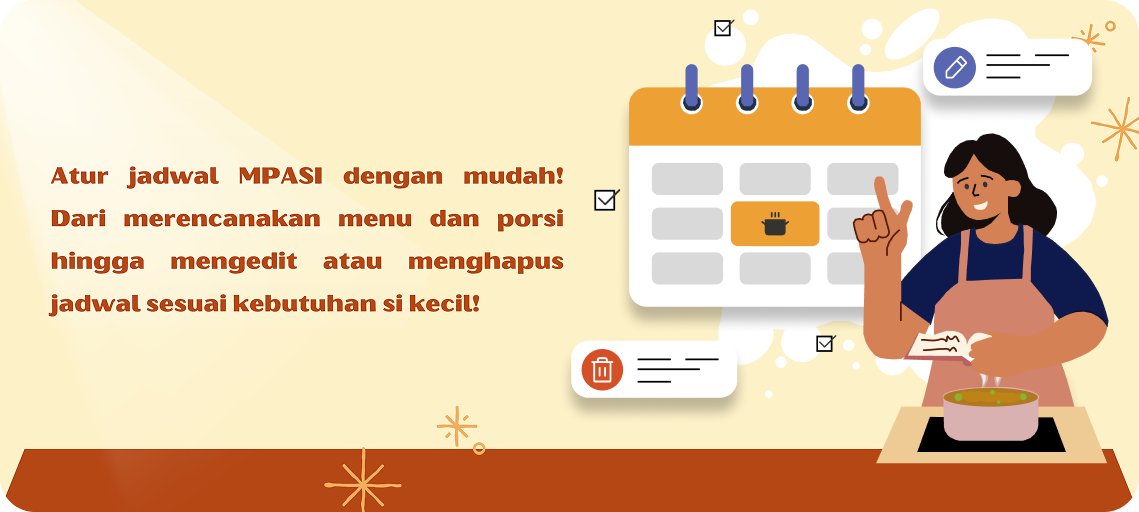 Atur jadwal MPASI dengan mudah!
Dari merencanakan menu dan porsi
hingga mengedit atau menghapus
jadwal sesuai kebutuhan si kecil!